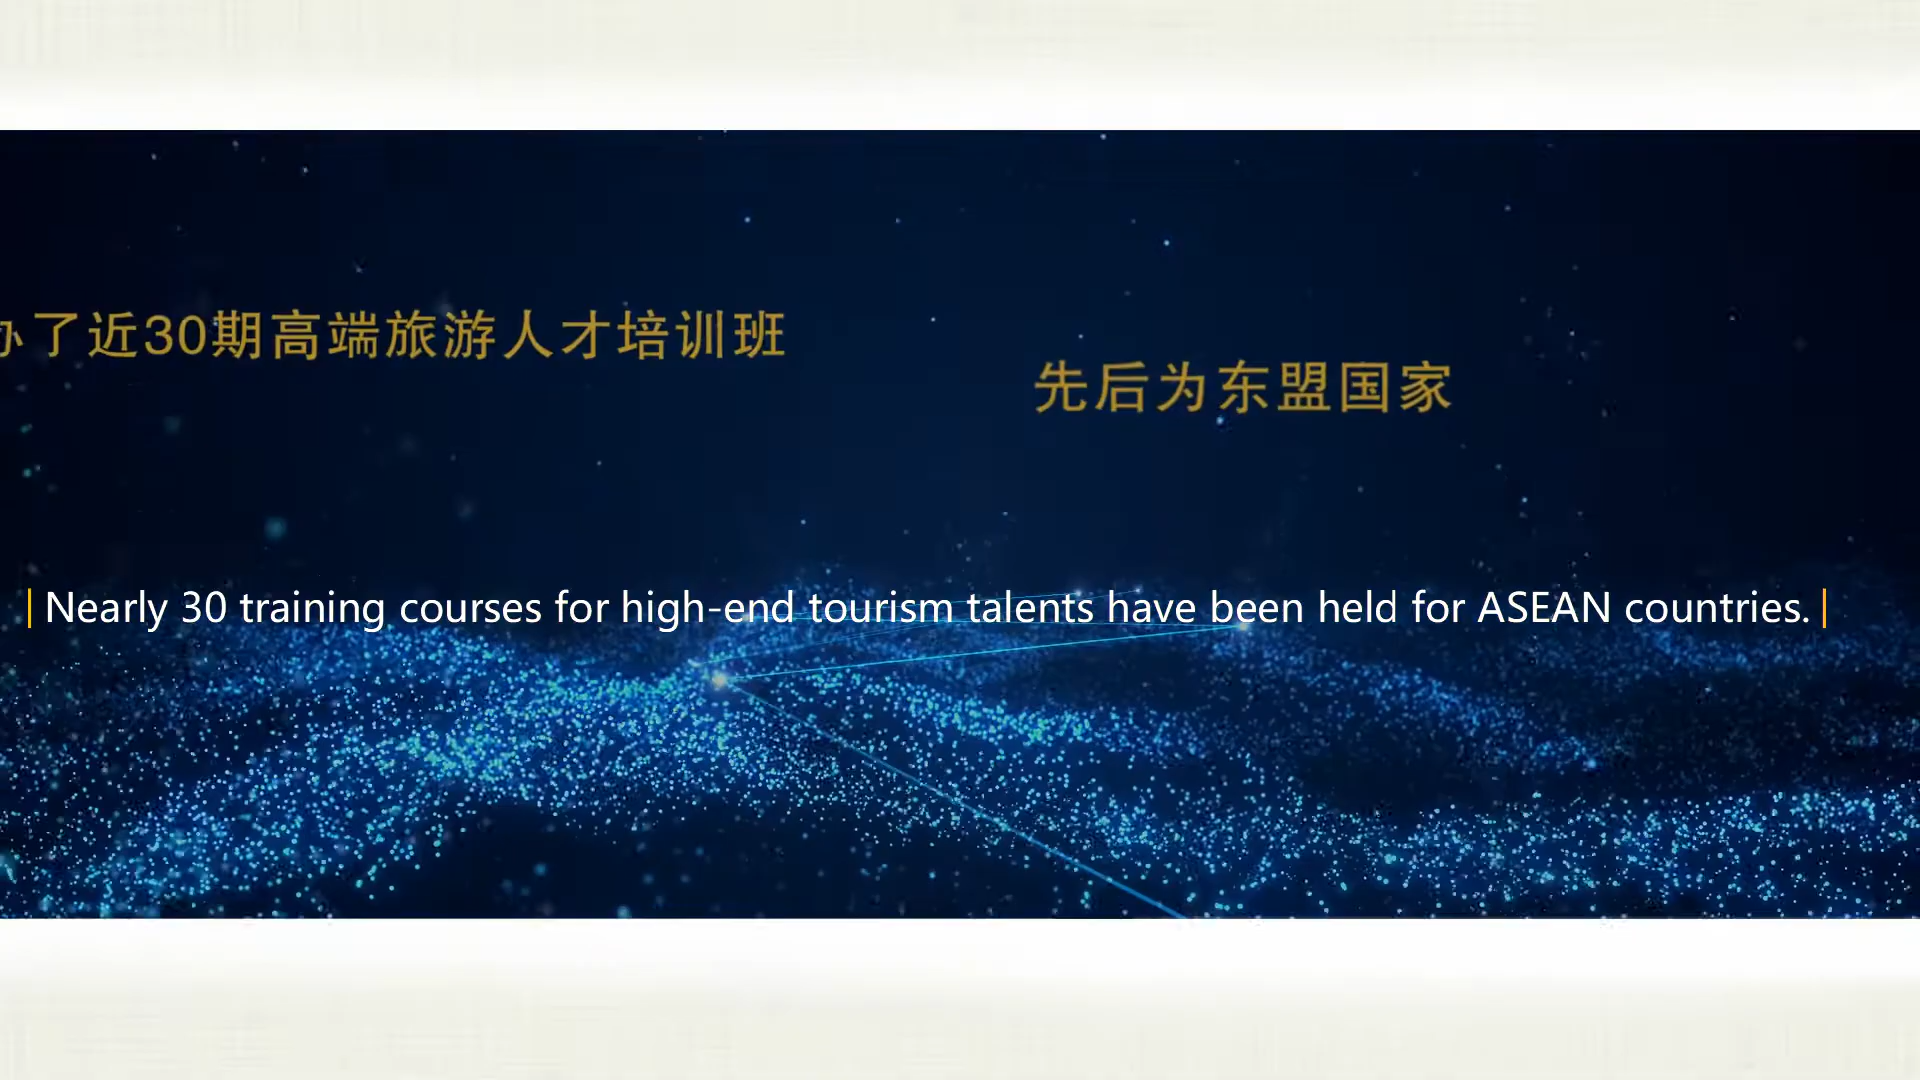 办了近30期高端旅游人才培训班
先后为东盟国家
Nearly 30 training courses for high-end tourism talents have been held for ASEAN countries.